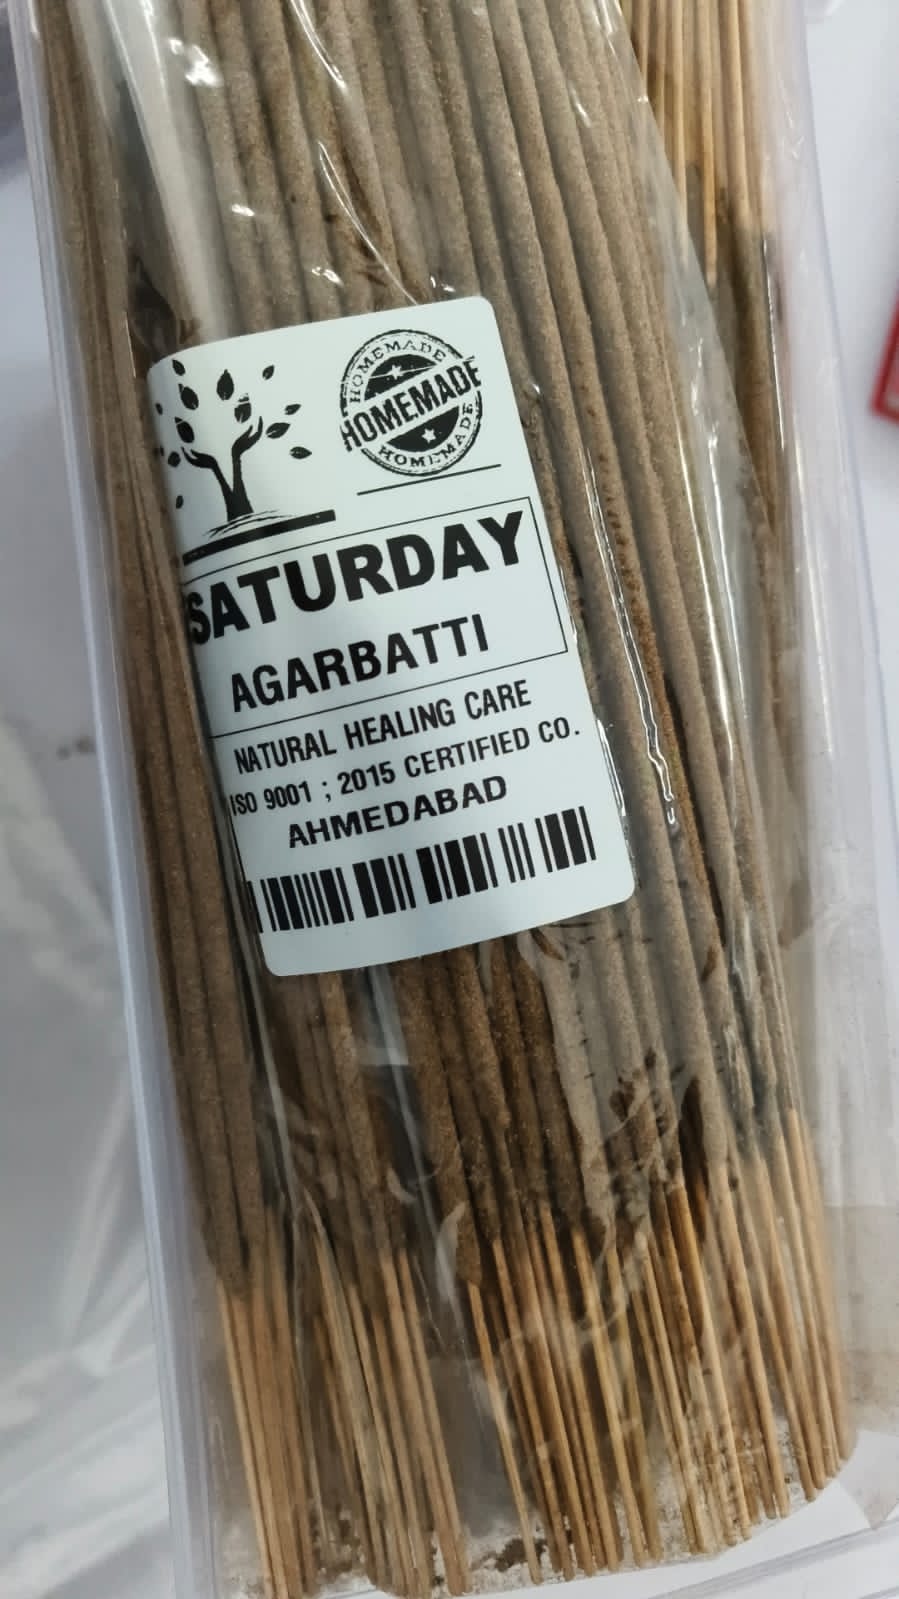 HOMEMADE
HOMEMADE
HOMEMADE
SATURDAY
AGARBATTI
NATURAL HEALING CARE
ISO 9001 ; 2015 CERTIFIED CO.
AHMEDABAD